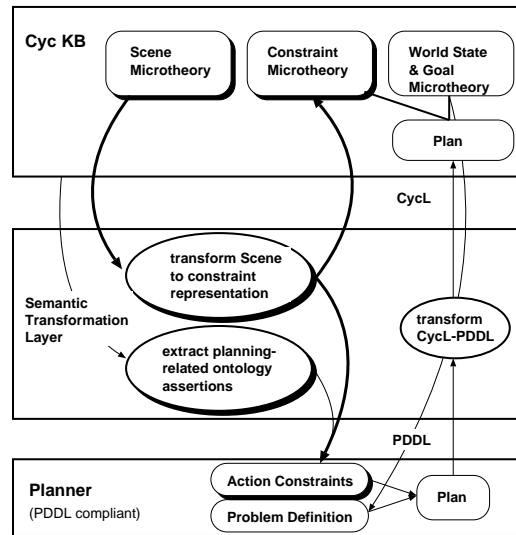 Cyc KB
Scene
Microtheory
Constraint
Microtheory
World State
& Goal
Microtheory
Plan
CycL
transform Scene
to constraint
representation
Semantic
Transformation
Layer
extract planning-
related ontology
assertions
transform
CycL-PDDL
PDDL
Planner
(PDDL compliant)
Action Constraints
Problem Definition
Plan